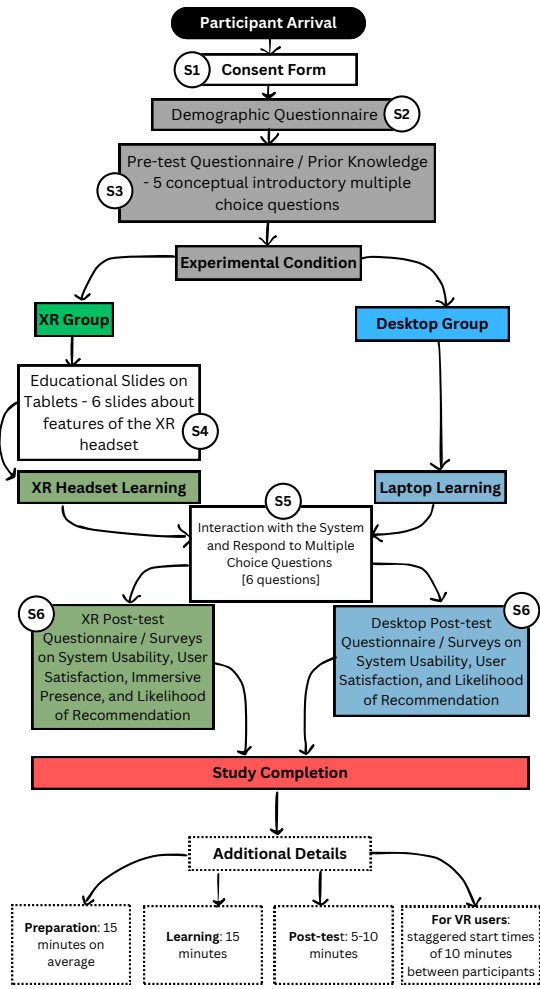 Participant Arrival
S1
Consent Form
Demographic Questionnaire
S2
Pre-test Questionnaire / Prior Knowledge
- 5 conceptual introductory multiple
choice questions
S3
Experimental Condition
XR Group
Desktop Group
Educational Slides on
Tablets - 6 slides about
features of the XR
headset
S4
XR Headset Learning
Laptop Learning
S5
Interaction with the System
and Respond to Multiple
Choice Questions
[6 questions]
S6
XR Post-test
Questionnaire / Surveys
on System Usability, User
Satisfaction, Immersive
Presence, and Likelihood
of Recommendation
S6
Desktop Post-test
Questionnaire / Surveys on
System Usability, User
Satisfaction, and Likelihood
of Recommendation
Study Completion
Additional Details
Preparation: 15
minutes on
average
Learning: 15
minutes
Post-test: 5-10
minutes
For VR users:
staggered start times
of 10 minutes
between participants